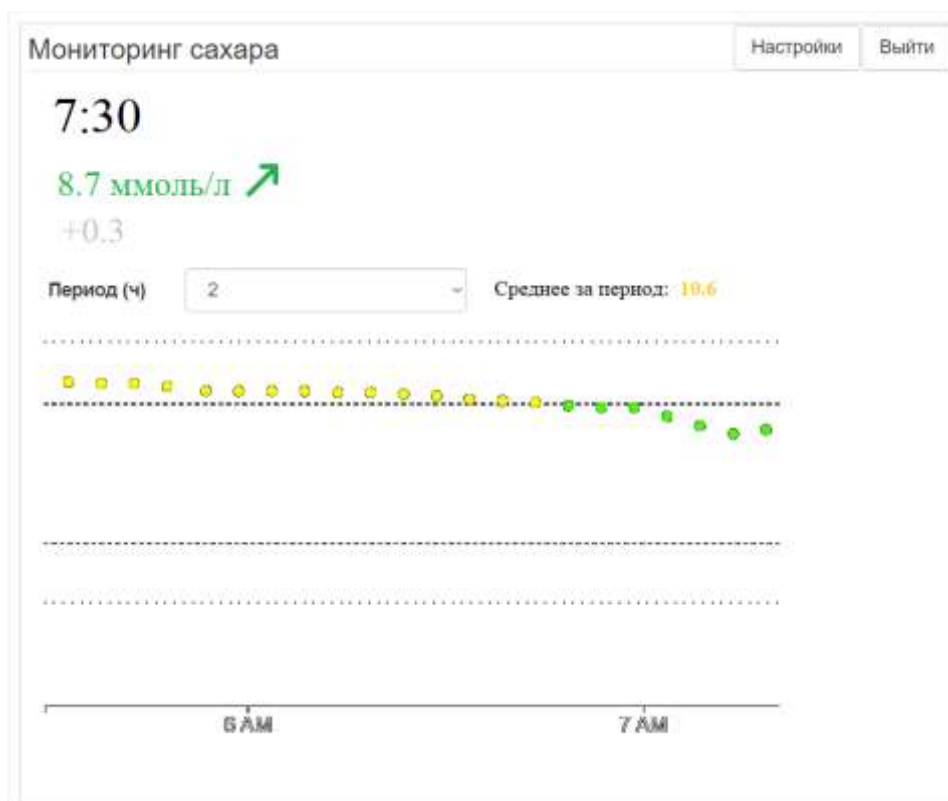 Мониторинг сахара
Настройки
Выйти
7:30
8.7 ммоль/л
+0.3
Период (ч)
2
Среднее за период: 10.6
6 AM
7 AM